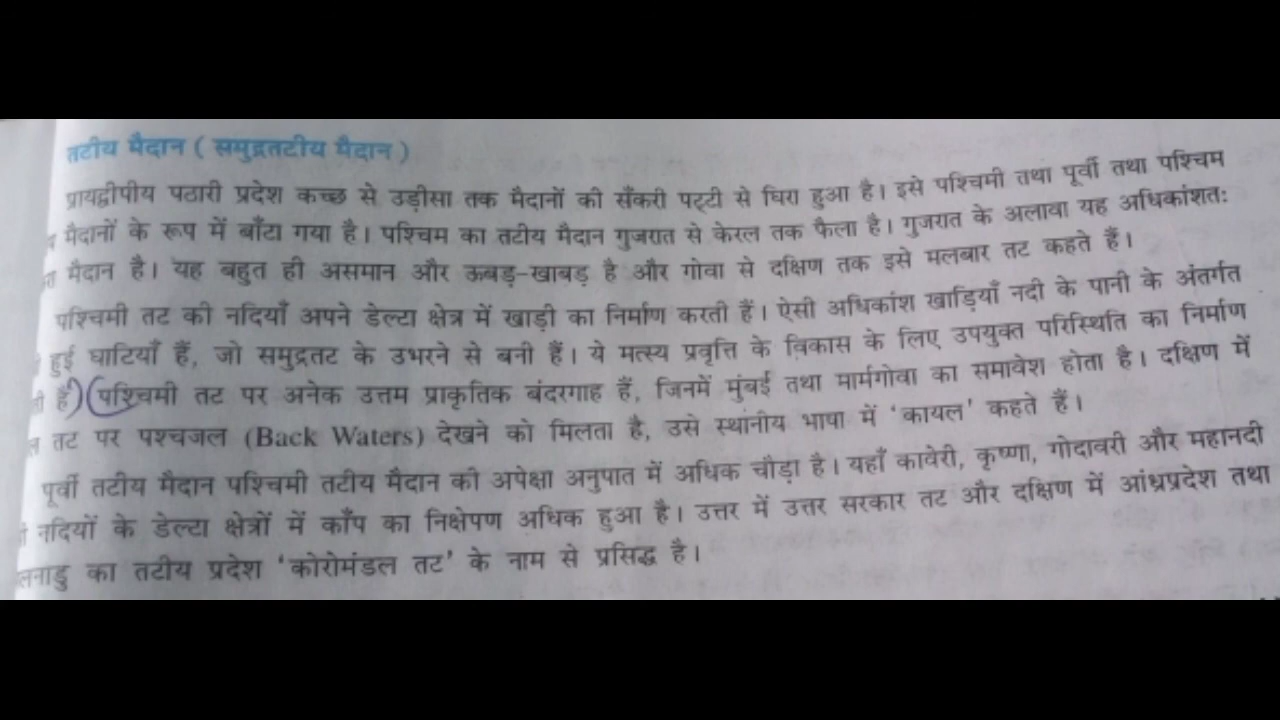 तटीय मैदान ( समुद्रतटीय मैदान )
प्रायद्वीपीय पठारी प्रदेश कच्छ से उड़ीसा तक मैदानों की सँकरी पट्टी से घिरा हुआ है। इसे पश्चिमी तथा पूर्वी तथा पश्चिम
मैदानों के रूप में बाँटा गया है। पश्चिम का तटीय मैदान गुजरात से केरल तक फैला है। गुजरात के अलावा यह अधिकांशतः
मैदान है। यह बहुत ही असमान और ऊबड़-खाबड़ है और गोवा से दक्षिण तक इसे मलबार तट कहते हैं।
पश्चिमी तट की नदियाँ अपने डेल्टा क्षेत्र में खाड़ी का निर्माण करती हैं। ऐसी अधिकांश खाड़ियाँ नदी के पानी के अंतर्गत
हुई घाटियाँ हैं, जो समुद्रतट के उभरने से बनी हैं। ये मत्स्य प्रवृत्ति के विकास के लिए उपयुक्त परिस्थिति का निर्माण
हैं। पश्चिमी तट पर अनेक उत्तम प्राकृतिक बंदरगाह हैं, जिनमें मुंबई तथा मार्मगोवा का समावेश होता है। दक्षिण में
तट पर पश्चजल (Back Waters) देखने को मिलता है, उसे स्थानीय भाषा में ‘कायल’ कहते हैं।
पूर्वी तटीय मैदान पश्चिमी तटीय मैदान की अपेक्षा अनुपात में अधिक चौड़ा है। यहाँ कावेरी, कृष्णा, गोदावरी और महानदी
नदियों के डेल्टा क्षेत्रों में काँप का निक्षेपण अधिक हुआ है। उत्तर में उत्तर सरकार तट और दक्षिण में आंध्रप्रदेश तथा
लनाडु का तटीय प्रदेश ‘कोरोमंडल तट’ के नाम से प्रसिद्ध है।